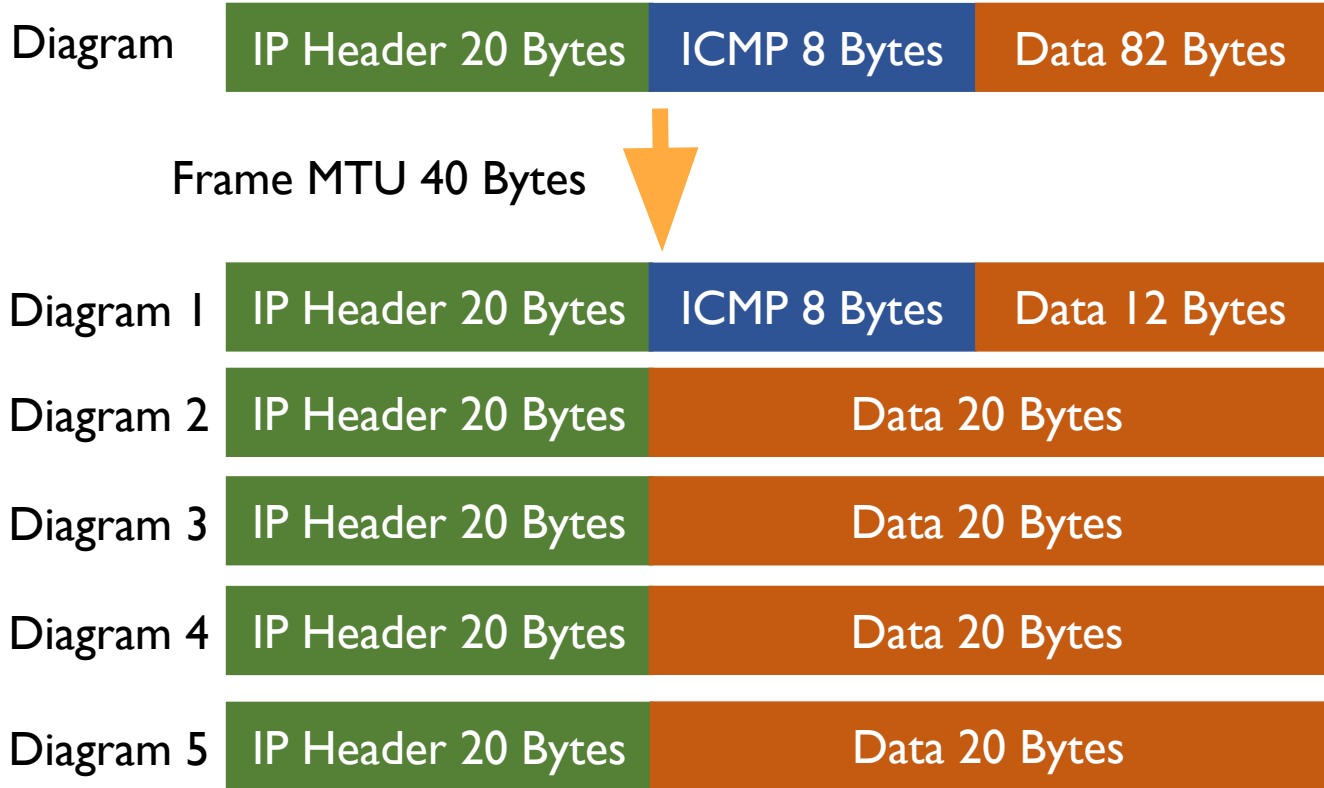 Diagram IP Header 20 Bytes ICMP 8 Bytes Data 82 Bytes
Frame MTU 40 Bytes
Diagram 1 IP Header 20 Bytes ICMP 8 Bytes Data 12 Bytes
Diagram 2 IP Header 20 Bytes Data 20 Bytes
Diagram 3 IP Header 20 Bytes Data 20 Bytes
Diagram 4 IP Header 20 Bytes Data 20 Bytes
Diagram 5 IP Header 20 Bytes Data 20 Bytes